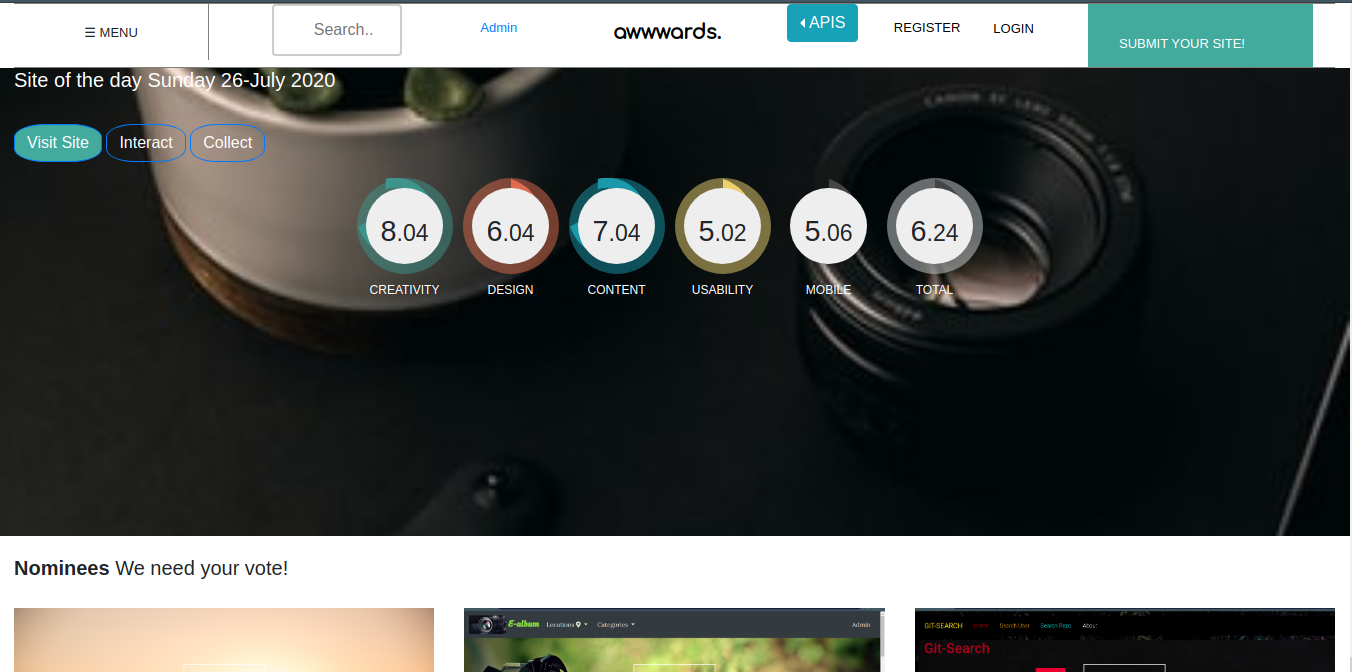 ☰ MENU
Search..
Admin
awwwards.
APIS
REGISTER
LOGIN
SUBMIT YOUR SITE!
Site of the day Sunday 26-July 2020
Visit Site Interact Collect
8.04 6.04 7.04 5.02 5.06 6.24
CREATIVITY DESIGN CONTENT USABILITY MOBILE TOTAL
CANON EF LENS
Nominees We need your vote!
E-album Locations Categories Admin
GIT-SEARCH Home Search User Search Repo About
Git-Search